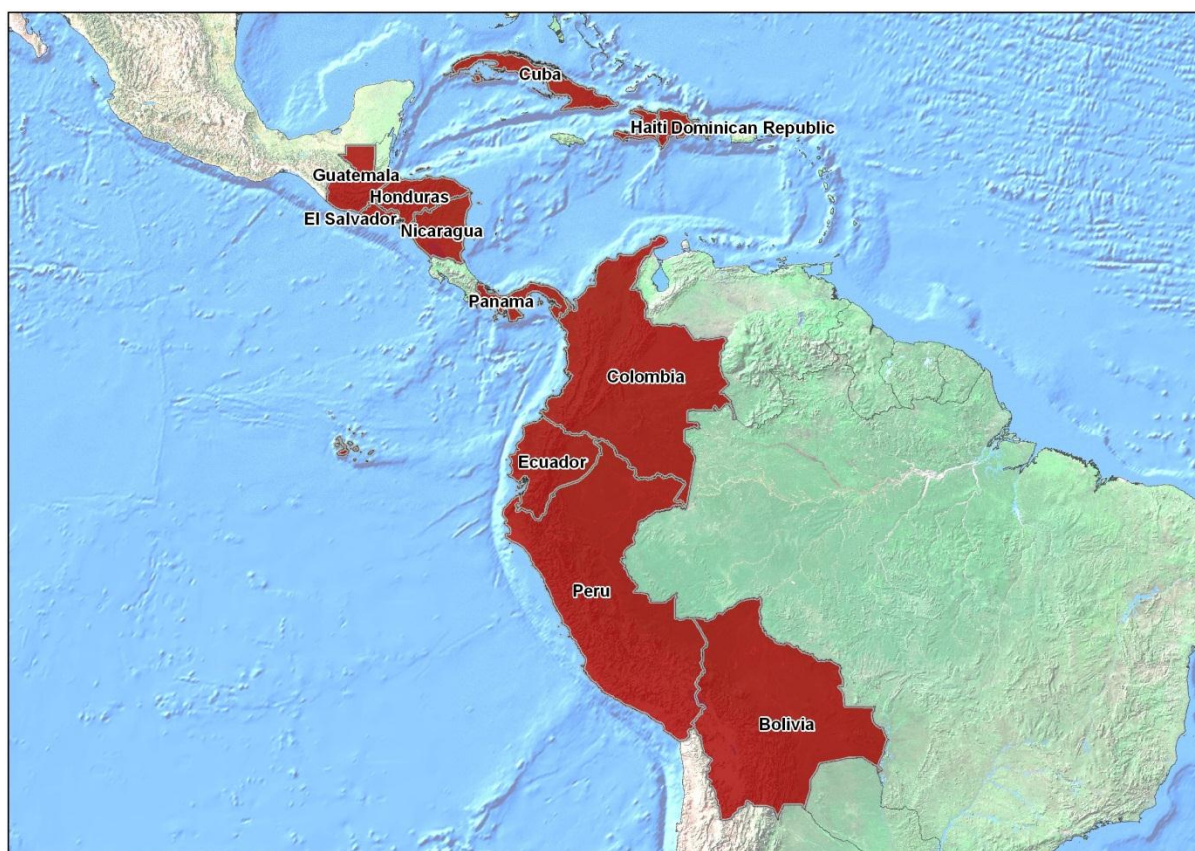 Cuba
Haiti Dominican Republic
Guatemala
Honduras
El Salvador
Nicaragua
Panama
Colombia
Ecuador
Peru
Bolivia